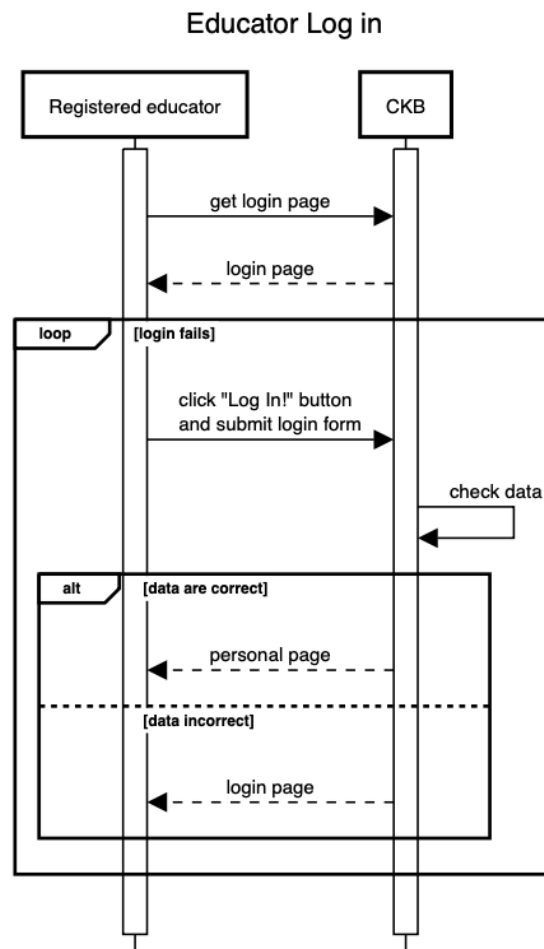 Educator Log in
Registered educator
CKB
get login page
login page
loop
[login fails]
click "Log In!" button
and submit login form
check data
alt
[data are correct]
personal page
[data incorrect]
login page